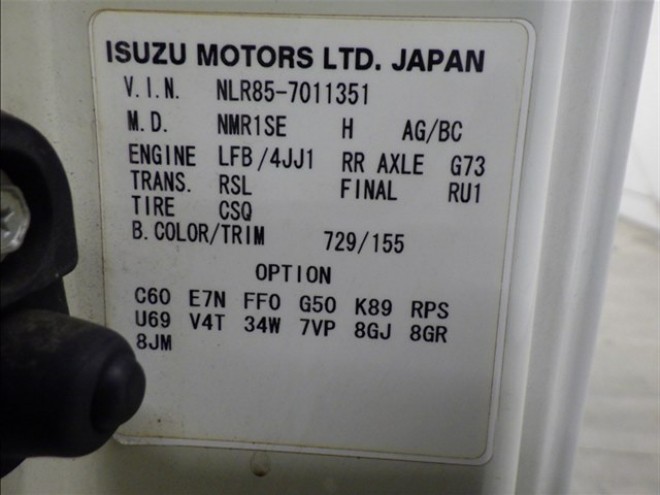 ISUZU MOTORS LTD. JAPAN
V.I.N. NLR85-7011351
M.D. NMR1SE H AG/BC
ENGINE LFB/4JJ1 RR AXLE G73
TRANS. RSL FINAL RU1
TIRE CSQ
B.COLOR/TRIM 729/155
OPTION
C60 E7N FF0 G50 K89 RPS
U69 V4T 34W 7VP 8GJ 8GR
8JM